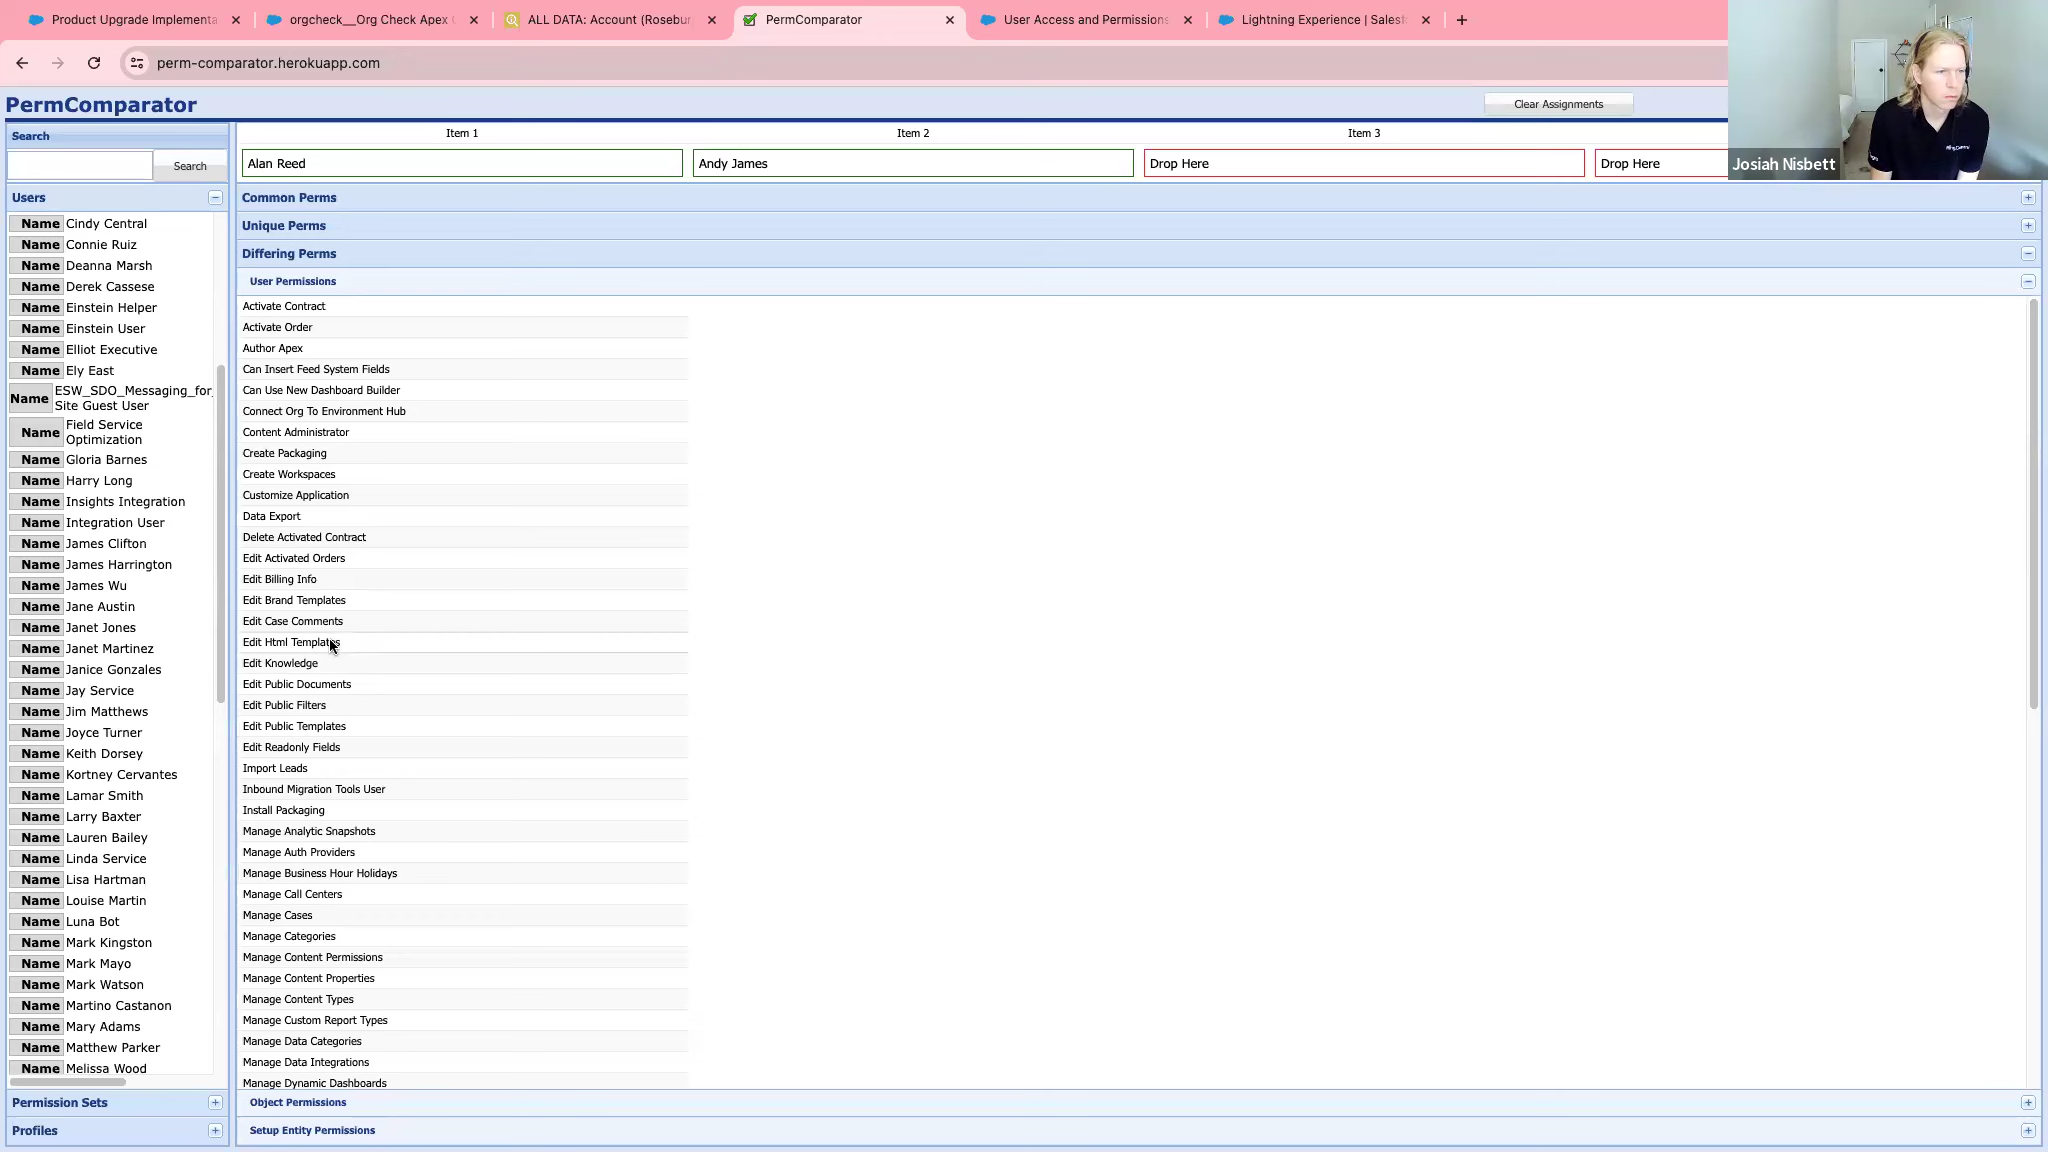 Product Upgrade Implementa
orgcheck__Org Check Apex
ALL DATA: Account (Rosebur
PermComparator
User Access and Permissions
Lightning Experience | Salesf
perm-comparator.herokuapp.com
PermComparator
Clear Assignments
Search
Search
Users
Name Cindy Central
Name Connie Ruiz
Name Deanna Marsh
Name Derek Cassese
Name Einstein Helper
Name Einstein User
Name Elliot Executive
Name Ely East
Name ESW_SDO_Messaging_for_
Site Guest User
Name Field Service
Optimization
Name Gloria Barnes
Name Harry Long
Name Insights Integration
Name Integration User
Name James Clifton
Name James Harrington
Name James Wu
Name Jane Austin
Name Janet Jones
Name Janet Martinez
Name Janice Gonzales
Name Jay Service
Name Jim Matthews
Name Joyce Turner
Name Keith Dorsey
Name Kortney Cervantes
Name Lamar Smith
Name Larry Baxter
Name Lauren Bailey
Name Linda Service
Name Lisa Hartman
Name Louise Martin
Name Luna Bot
Name Mark Kingston
Name Mark Mayo
Name Mark Watson
Name Martino Castanon
Name Mary Adams
Name Matthew Parker
Name Melissa Wood
Permission Sets
Profiles
Item 1 Item 2 Item 3
Alan Reed Andy James Drop Here Drop Here
Josiah Nisbett
Common Perms
Unique Perms
Differing Perms
User Permissions
Activate Contract
Activate Order
Author Apex
Can Insert Feed System Fields
Can Use New Dashboard Builder
Connect Org To Environment Hub
Content Administrator
Create Packaging
Create Workspaces
Customize Application
Data Export
Delete Activated Contract
Edit Activated Orders
Edit Billing Info
Edit Brand Templates
Edit Case Comments
Edit Html Templates
Edit Knowledge
Edit Public Documents
Edit Public Filters
Edit Public Templates
Edit Readonly Fields
Import Leads
Inbound Migration Tools User
Install Packaging
Manage Analytic Snapshots
Manage Auth Providers
Manage Business Hour Holidays
Manage Call Centers
Manage Cases
Manage Categories
Manage Content Permissions
Manage Content Properties
Manage Content Types
Manage Custom Report Types
Manage Data Categories
Manage Data Integrations
Manage Dynamic Dashboards
Object Permissions
Setup Entity Permissions